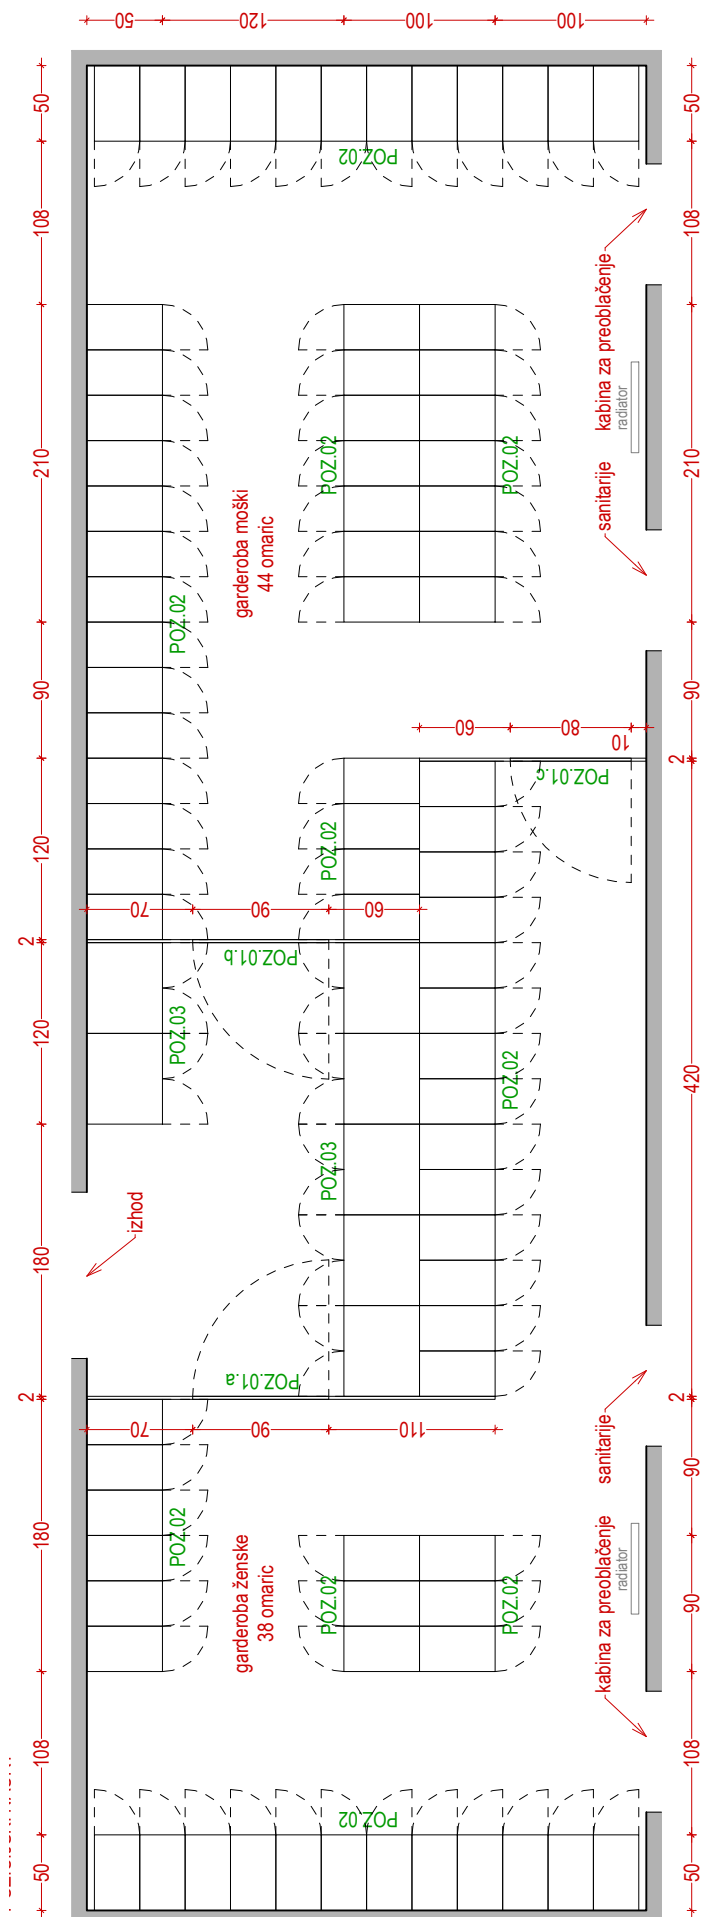 50
120
100
100
50
108
210
90
2
120
2
120
180
2
180
108
50
50
108
210
90
2
420
2
90
90
108
50
POZ.02
POZ.02
POZ.02
POZ.02
garderoba moški
44 omaric
kabina za preoblačenje
radiator
sanitarije
60
80
10
POZ.01.c
POZ.02
70
90
60
POZ.01.b
POZ.03
POZ.02
POZ.03
izhod
POZ.01.a
70
90
110
POZ.02
garderoba ženske
38 omaric
POZ.02
POZ.02
sanitarije
kabina za preoblačenje
radiator
POZ.02